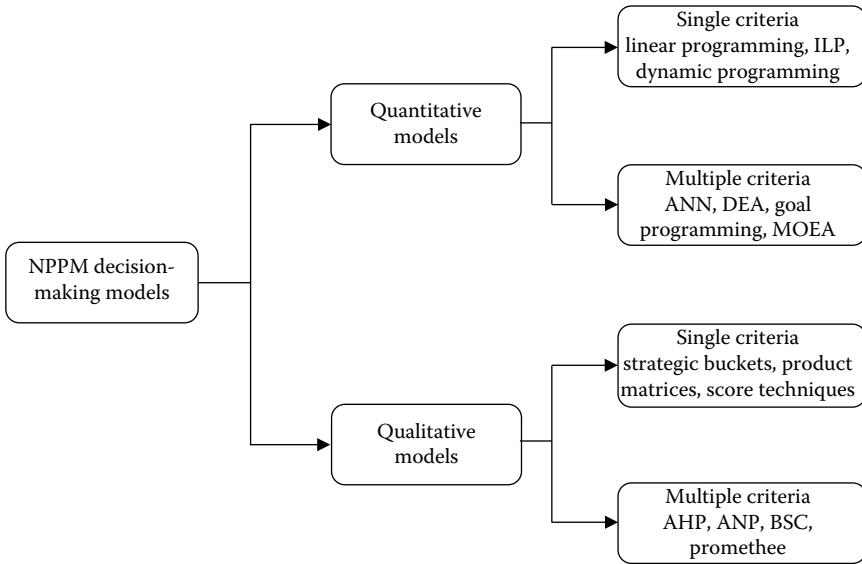 NPPM decision-
making models
Quantitative
models
Single criteria
linear programming, ILP,
dynamic programming
Multiple criteria
ANN, DEA, goal
programming, MOEA
Qualitative
models
Single criteria
strategic buckets, product
matrices, score techniques
Multiple criteria
AHP, ANP, BSC,
promethee